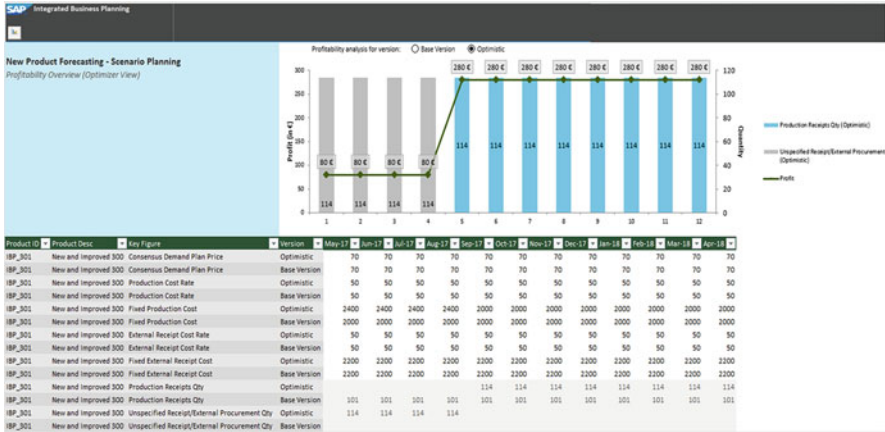 SAP Integrated Business Planning
Profitability analysis for version: Base Version Optimistic
New Product Forecasting - Scenario Planning
Profitability Overview (Optimizer View)
280 € 280 € 280 € 280 € 280 € 280 € 280 € 280 €
80 € 80 € 80 € 80 €
114 114 114 114 114 114 114 114
114 114 114 114
300
250
200
150
100
50
0
Profit (in €)
120
100
80
60
40
20
0
Quantity
1 2 3 4 5 6 7 8 9 10 11 12
Production Receipts Qty (Optimistic)
Unspecified Receipt/External Procurement
(Optimistic)
Profit
Product ID Product Desc Key Figure Version May-17 Jun-17 Jul-17 Aug-17 Sep-17 Oct-17 Nov-17 Dec-17 Jan-18 Feb-18 Mar-18 Apr-18
IBP_301 New and Improved 300 Consensus Demand Plan Price Optimistic 70 70 70 70 70 70 70 70 70 70 70 70
IBP_301 New and Improved 300 Consensus Demand Plan Price Base Version 70 70 70 70 70 70 70 70 70 70 70 70
IBP_301 New and Improved 300 Production Cost Rate Optimistic 50 50 50 50 50 50 50 50 50 50 50 50
IBP_301 New and Improved 300 Production Cost Rate Base Version 50 50 50 50 50 50 50 50 50 50 50 50
IBP_301 New and Improved 300 Fixed Production Cost Optimistic 2400 2400 2400 2400 2000 2000 2000 2000 2000 2000 2000 2000
IBP_301 New and Improved 300 Fixed Production Cost Base Version 2000 2000 2000 2000 2000 2000 2000 2000 2000 2000 2000 2000
IBP_301 New and Improved 300 External Receipt Cost Rate Optimistic 50 50 50 50 50 50 50 50 50 50 50 50
IBP_301 New and Improved 300 External Receipt Cost Rate Base Version 50 50 50 50 50 50 50 50 50 50 50 50
IBP_301 New and Improved 300 Fixed External Receipt Cost Optimistic 2200 2200 2200 2200 2200 2200 2200 2200 2200 2200 2200 2200
IBP_301 New and Improved 300 Fixed External Receipt Cost Base Version 2200 2200 2200 2200 2200 2200 2200 2200 2200 2200 2200 2200
IBP_301 New and Improved 300 Production Receipts Qty Optimistic 114 114 114 114 114 114 114 114
IBP_301 New and Improved 300 Production Receipts Qty Base Version 101 101 101 101 101 101 101 101 101 101 101 101
IBP_301 New and Improved 300 Unspecified Receipt/External Procurement Qty Optimistic 114 114 114 114
IBP_301 New and Improved 300 Unspecified Receipt/External Procurement Qty Base Version